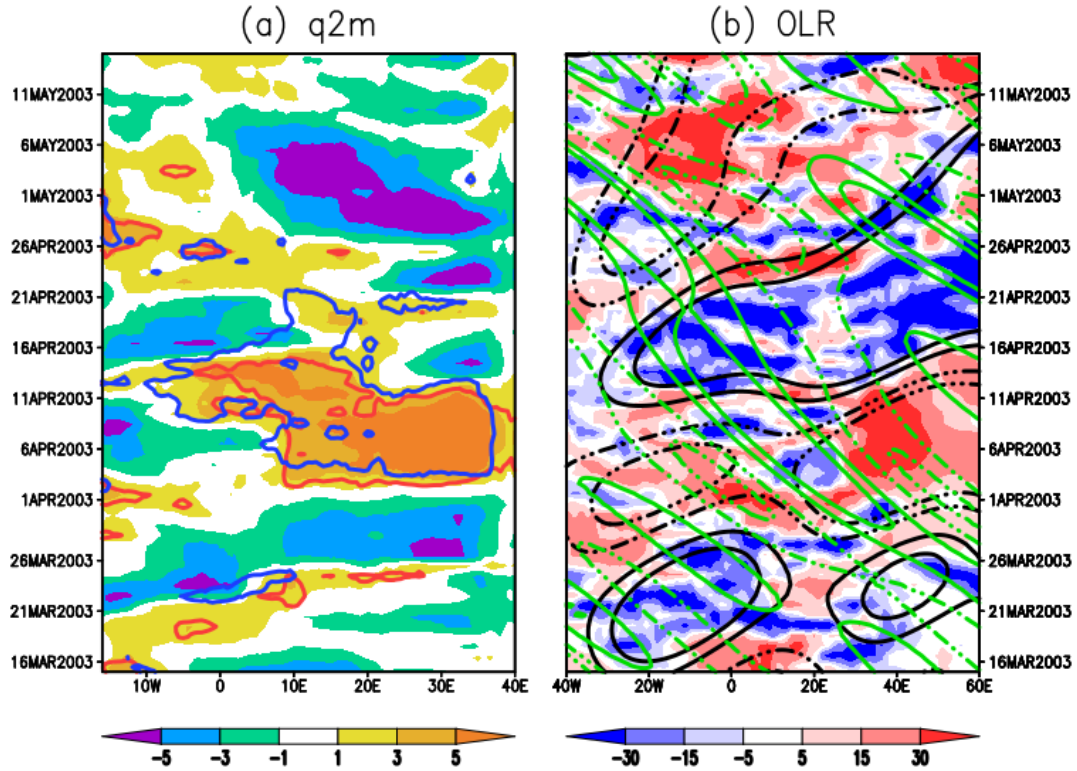 (a) q2m
(b) OLR
11MAY2003
6MAY2003
1MAY2003
26APR2003
21APR2003
16APR2003
11APR2003
6APR2003
1APR2003
26MAR2003
21MAR2003
16MAR2003
10W 0 10E 20E 30E 40E
-5 -3 -1 1 3 5
11MAY2003
6MAY2003
1MAY2003
26APR2003
21APR2003
16APR2003
11APR2003
6APR2003
1APR2003
26MAR2003
21MAR2003
16MAR2003
40W 20W 0 20E 40E 60E
-30 -15 -5 5 15 30